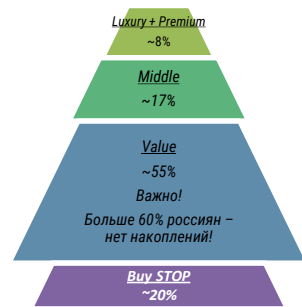 Luxury + Premium
~8%
Middle
~17%
Value
~55%
Важно!
Больше 60% россиян –
нет накоплений!
Buy STOP
~20%